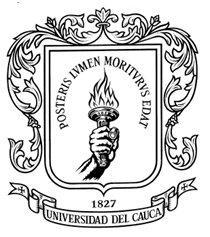 POSTERIS LVMEN MORITVRVS EDAT
1827
UNIVERSIDAD DEL CAUCA